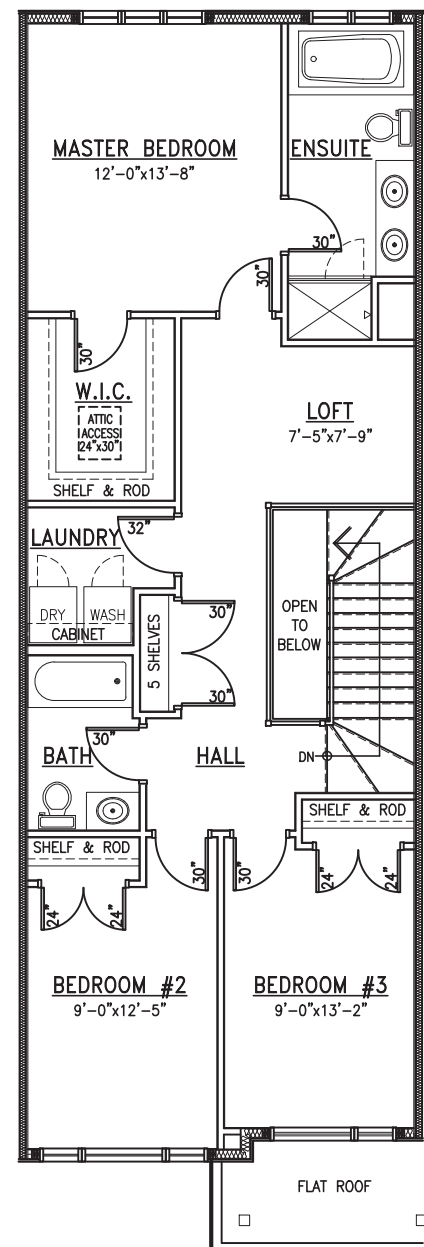 MASTER BEDROOM
12'-0"x13'-8"
ENSUITE
30"
30"
30"
W.I.C.
ATTIC
ACCESS
24"x30"
SHELF & ROD
LOFT
7'-5"x7'-9"
LAUNDRY
32"
DRY
WASH
CABINET
5 SHELVES
30"
30"
OPEN
TO
BELOW
BATH
30"
HALL
DN
SHELF & ROD
SHELF & ROD
30"
30"
24"
24"
24"
24"
BEDROOM #2
9'-0"x12'-5"
BEDROOM #3
9'-0"x13'-2"
FLAT ROOF